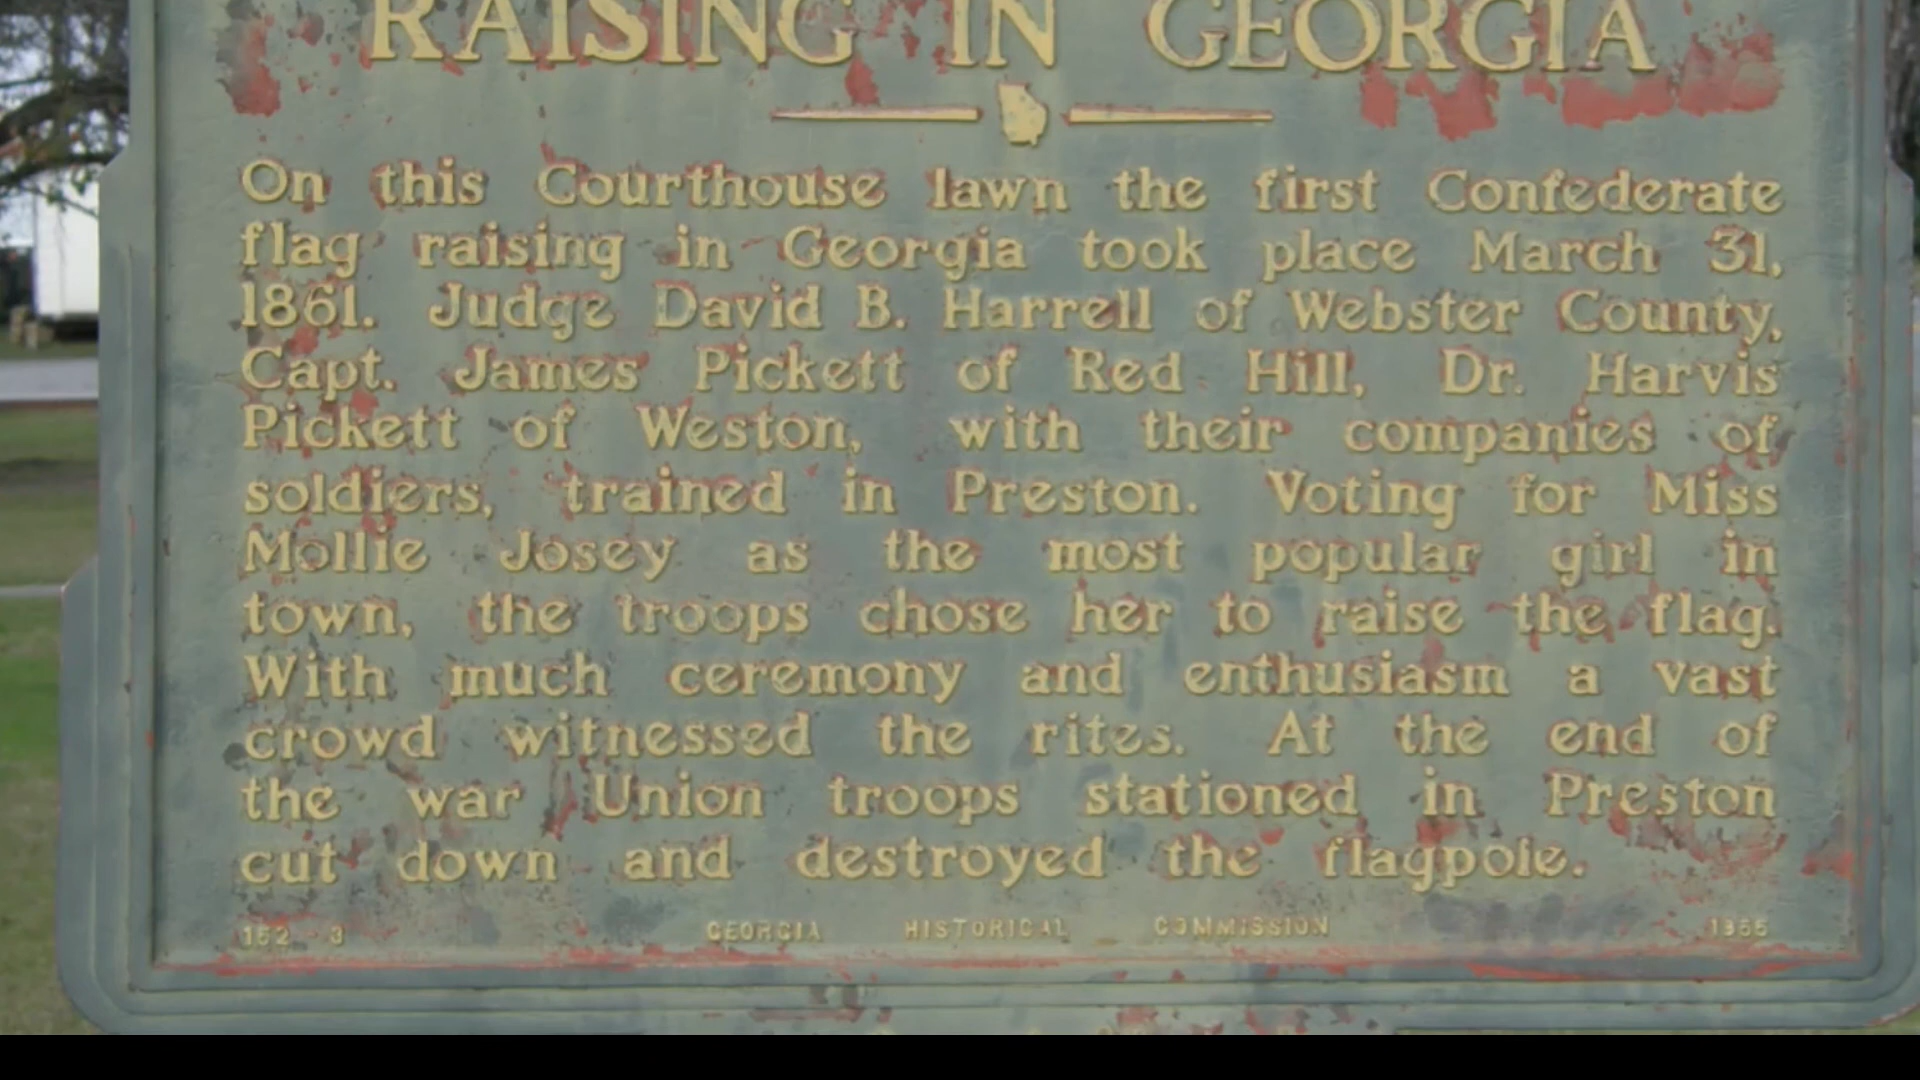 RAISING IN GEORGIA
On this Courthouse lawn the first Confederate
flag raising in Georgia took place March 31,
1861. Judge David B. Harrell of Webster County,
Capt. James Pickett of Red Hill, Dr. Harvis
Pickett of Weston, with their companies of
soldiers, trained in Preston. Voting for Miss
Mollie Josey as the most popular girl in
town, the troops chose her to raise the flag.
With much ceremony and enthusiasm a vast
crowd witnessed the rites. At the end of
the war Union troops stationed in Preston
cut down and destroyed the flagpole.
152 - 3 GEORGIA HISTORICAL COMMISSION